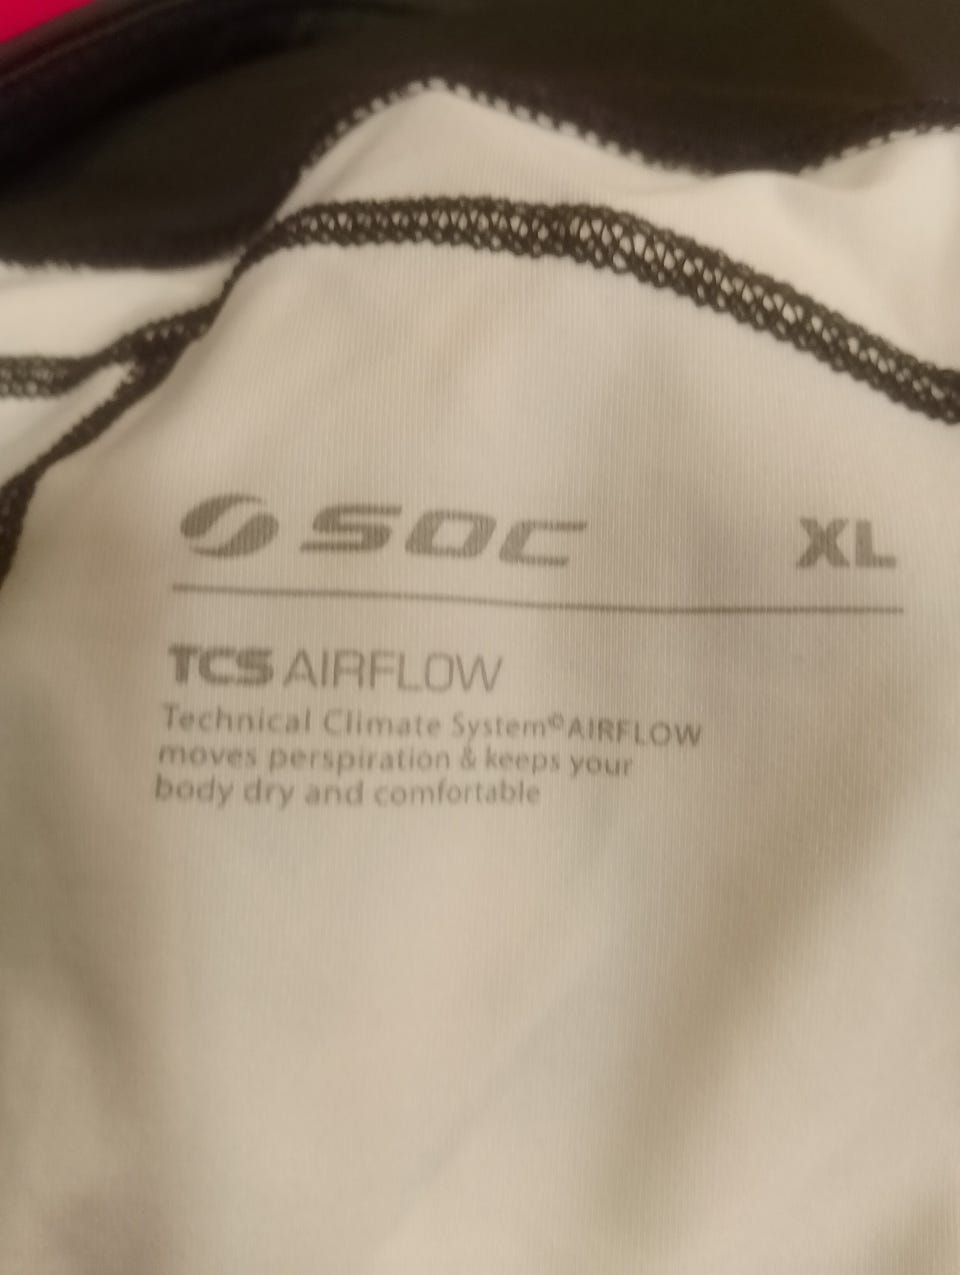 SOC XL
TCS AIRFLOW
Technical Climate System©AIRFLOW
moves perspiration & keeps your
body dry and comfortable